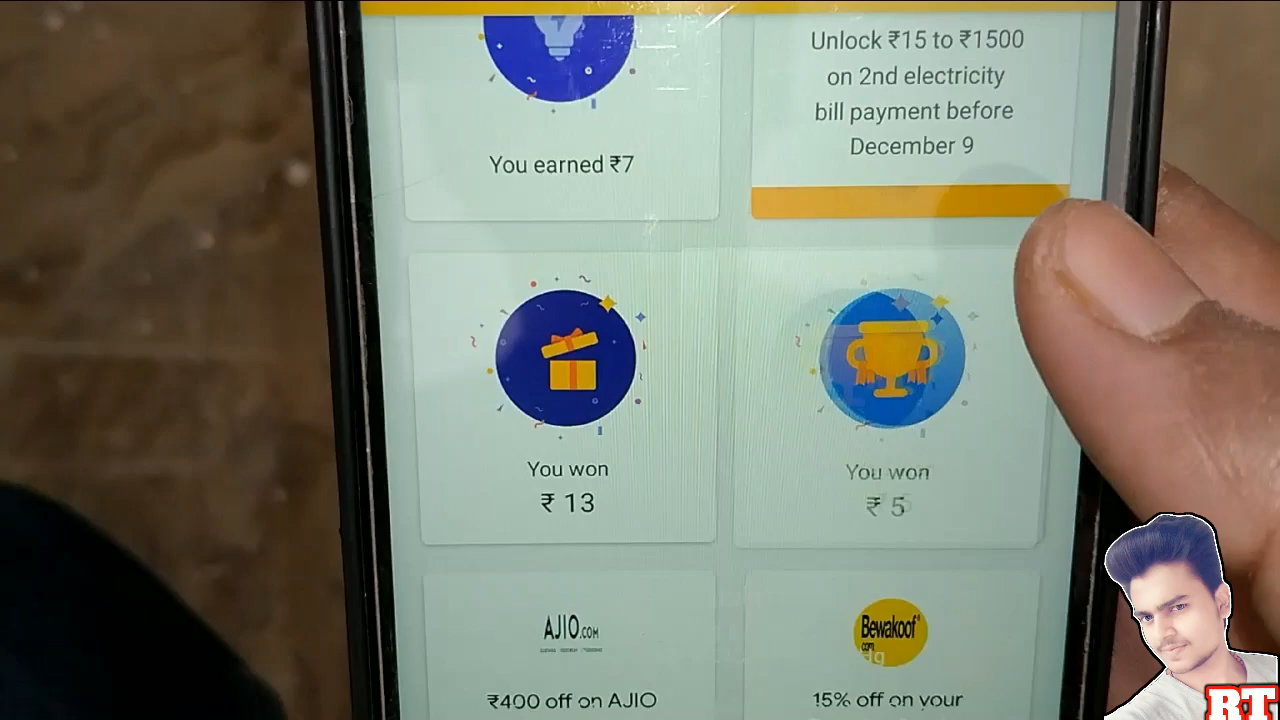 You earned ₹7
Unlock ₹15 to ₹1500
on 2nd electricity
bill payment before
December 9
You won
₹ 13
You won
₹ 5
AJIO.COM
₹400 off on AJIO
Bewakoof
.com
15% off on your
RT